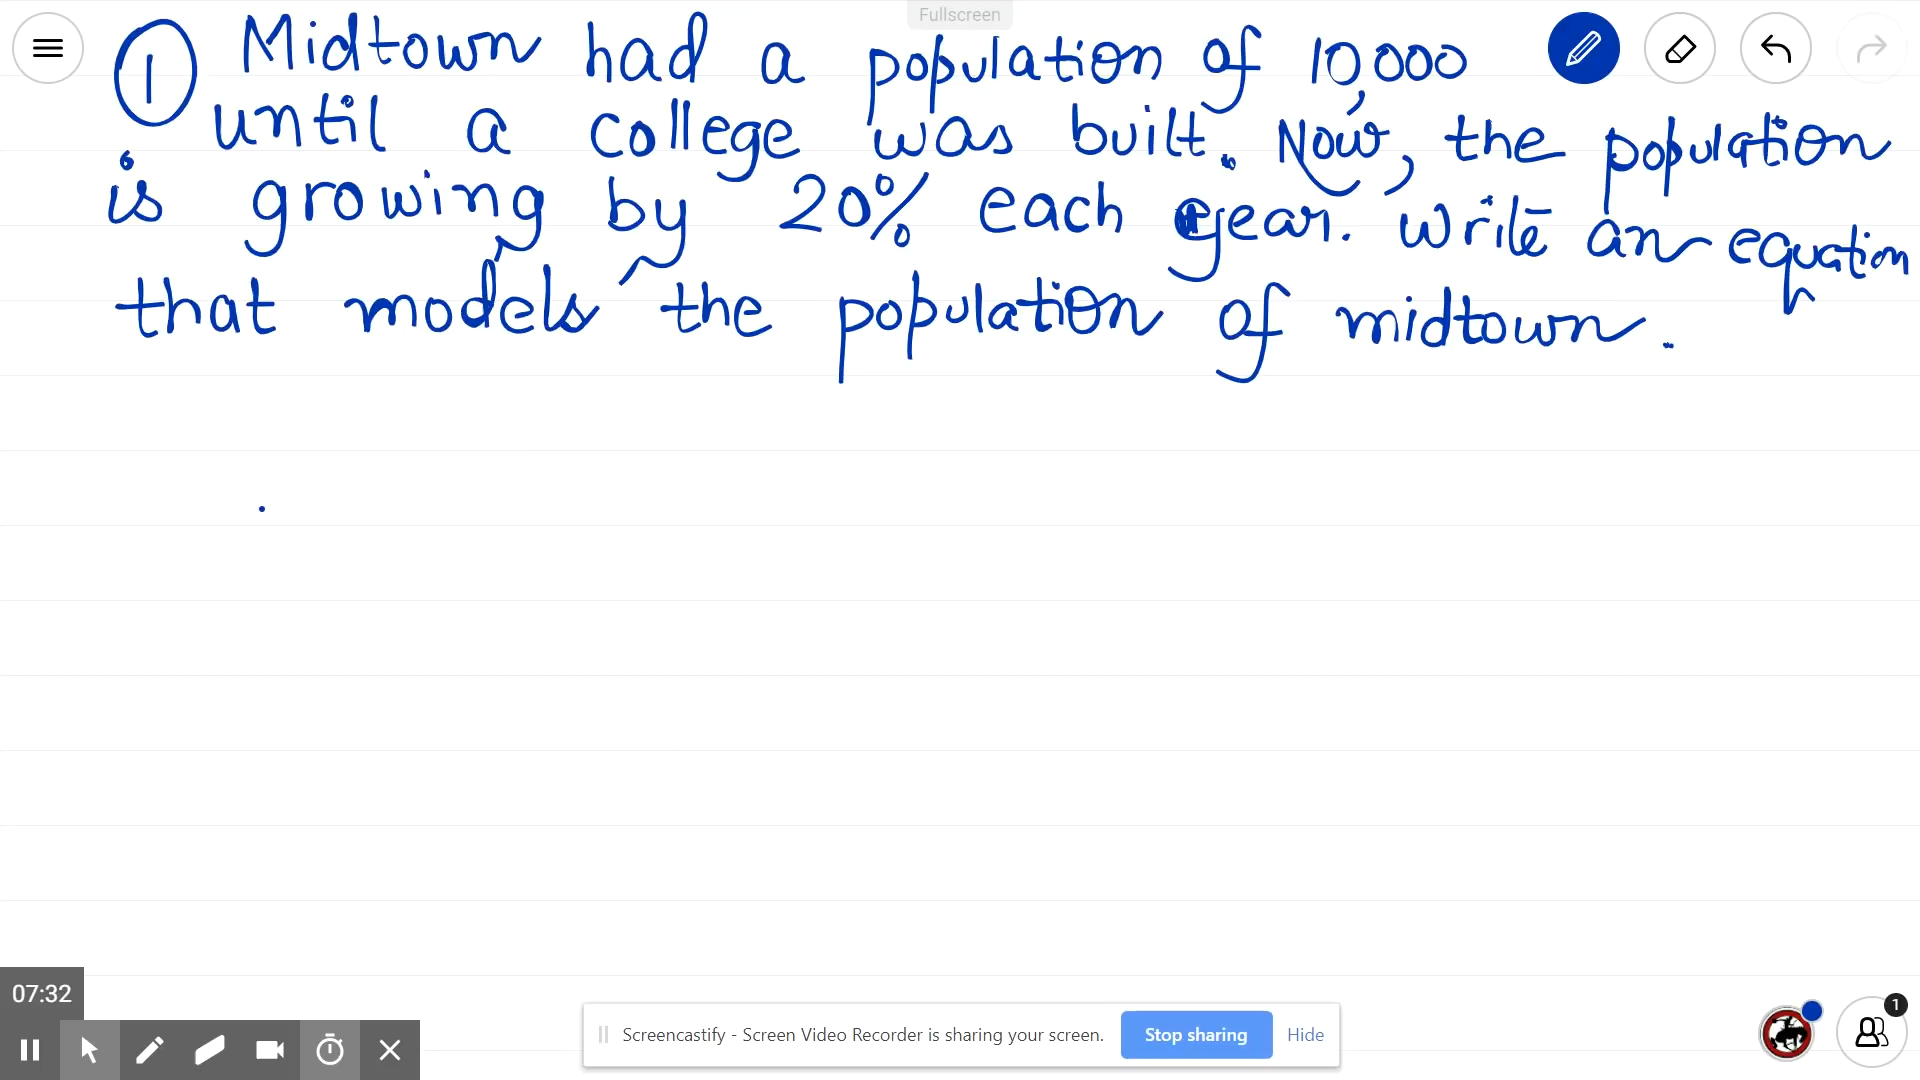 Fullscreen
① Midtown had a population of 10,000
until a college was built. Now, the population
is growing by 20% each year. Write an equation
that models the population of midtown.
07:32
Screencastify - Screen Video Recorder is sharing your screen. Stop sharing Hide
1